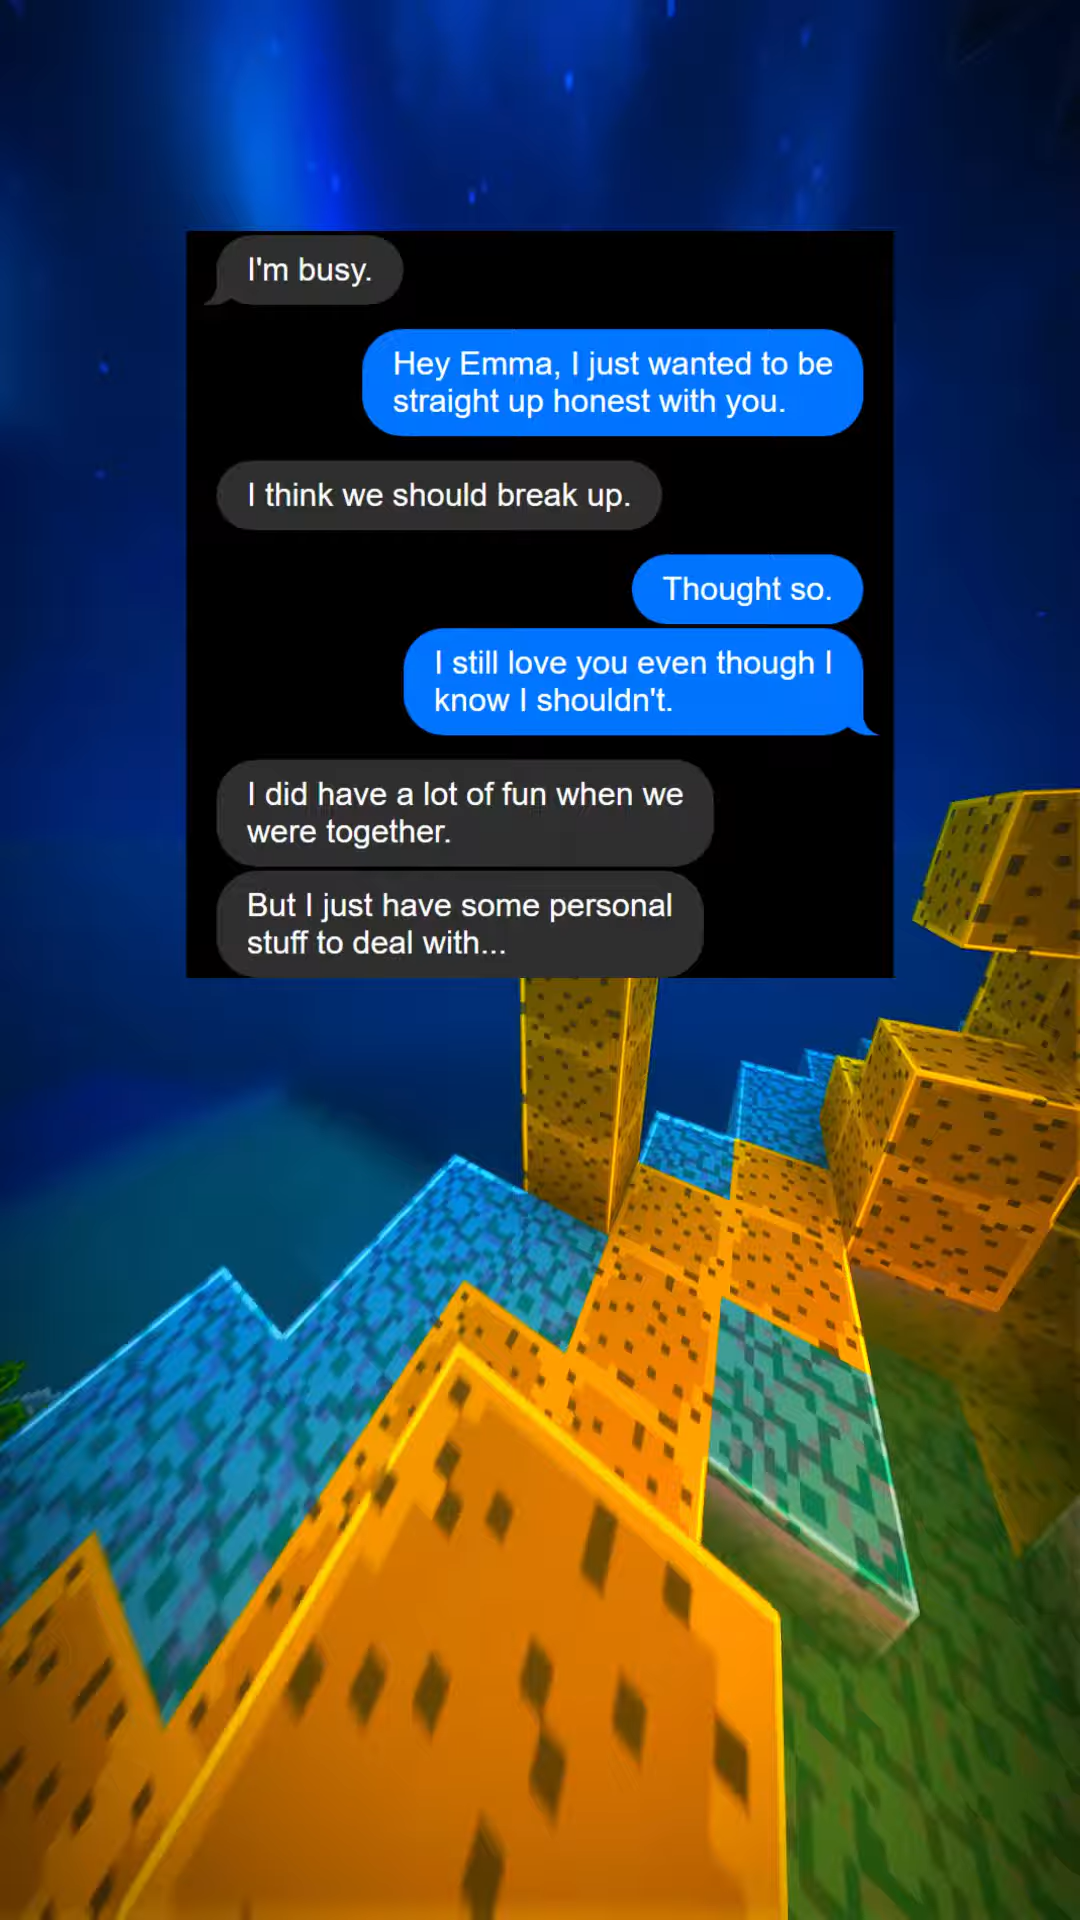 I'm busy.
Hey Emma, I just wanted to be
straight up honest with you.
I think we should break up.
Thought so.
I still love you even though I
know I shouldn't.
I did have a lot of fun when we
were together.
But I just have some personal
stuff to deal with...